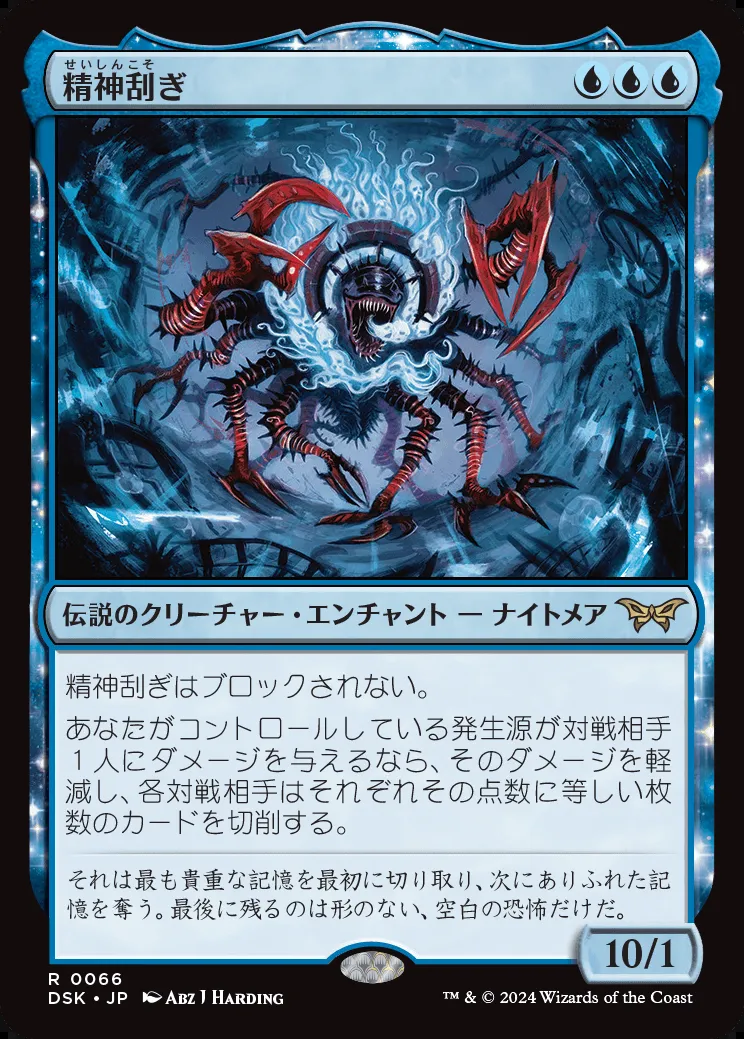 せいしんこそ
精神刮ぎ
伝説のクリーチャー・エンチャント — ナイトメア
精神刮ぎはブロックされない。
あなたがコントロールしている発生源が対戦相手
１人にダメージを与えるなら、そのダメージを軽
減し、各対戦相手はそれぞれその点数に等しい枚
数のカードを切削する。
それは最も貴重な記憶を最初に切り取り、次にありふれた記
憶を奪う。最後に残るのは形のない、空白の恐怖だけだ。
10/1
R 0066
DSK • JP Abz J Harding
™ & © 2024 Wizards of the Coast